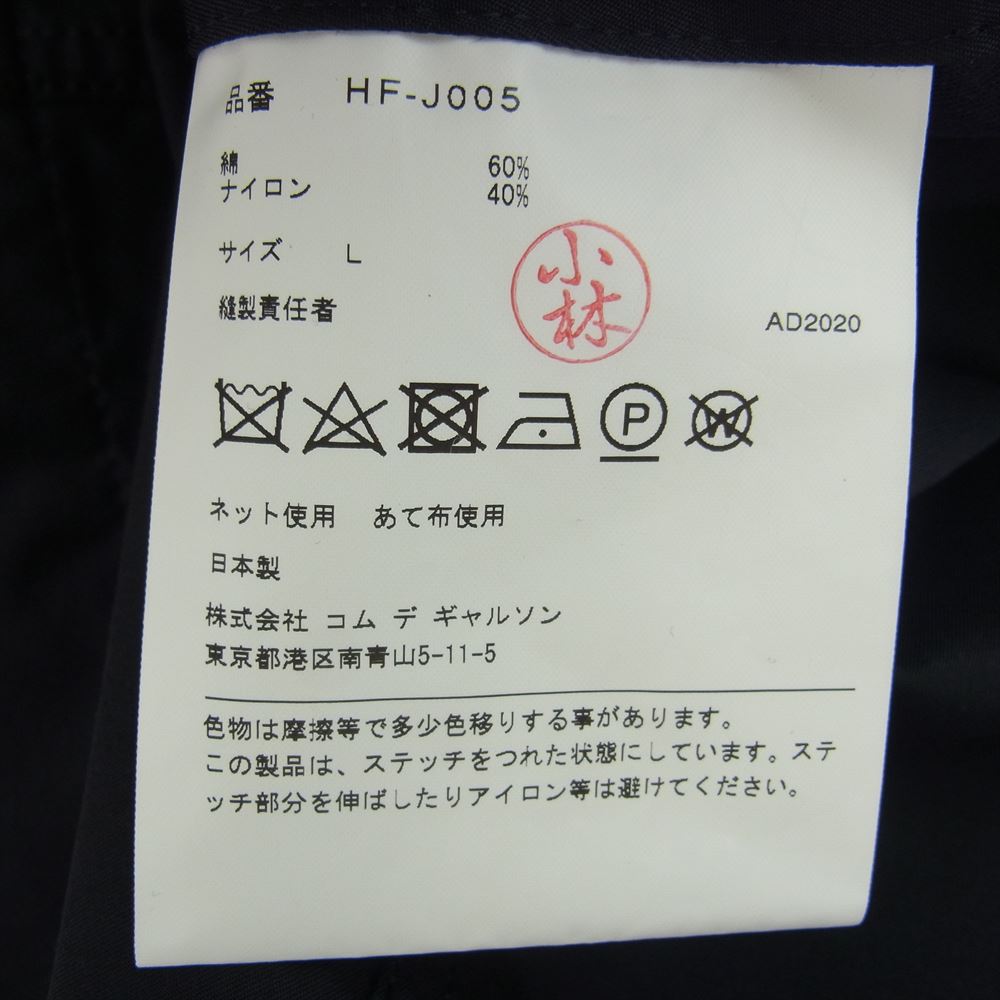 品番 HF-J005
綿 60%
ナイロン 40%
サイズ L
小林
縫製責任者
AD2020
P
W
ネット使用 あて布使用
日本製
株式会社 コム デ ギャルソン
東京都港区南青山5-11-5
色物は摩擦等で多少色移りする事があります。
この製品は、ステッチをつれた状態にしています。ステ
ッチ部分を伸ばしたりアイロン等は避けてください。